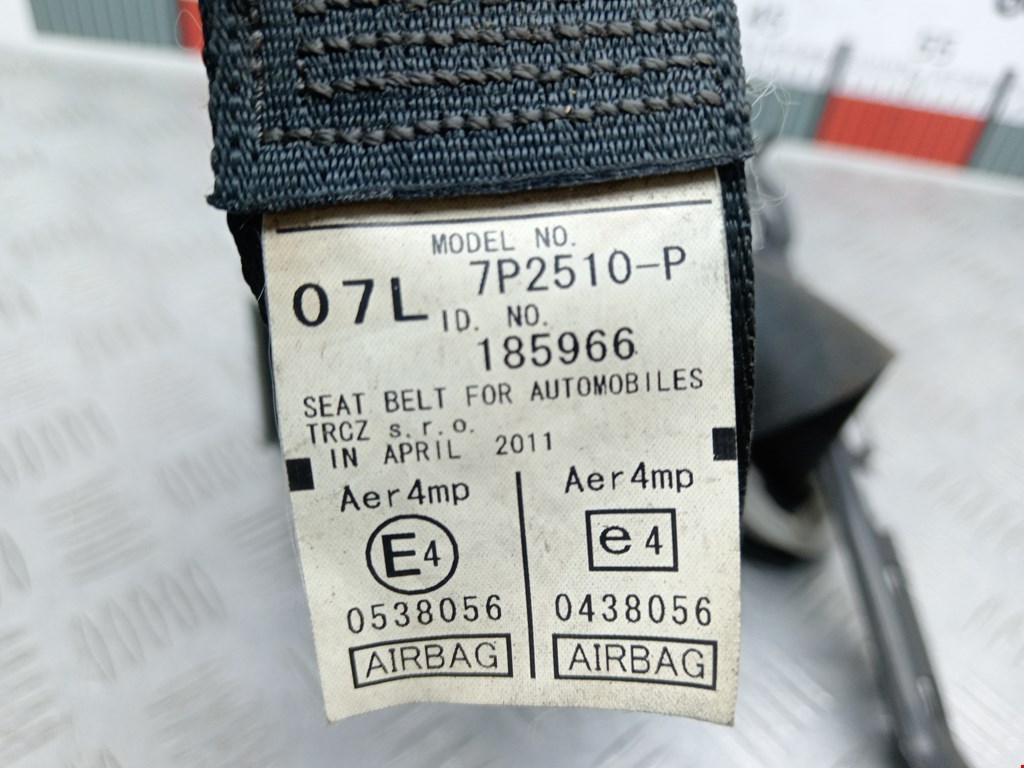 MODEL NO.
07L 7P2510-P
ID. NO.
185966
SEAT BELT FOR AUTOMOBILES
TRCZ s.r.o.
IN APRIL 2011
Aer4mp Aer4mp
E4 e4
0538056 0438056
AIRBAG AIRBAG